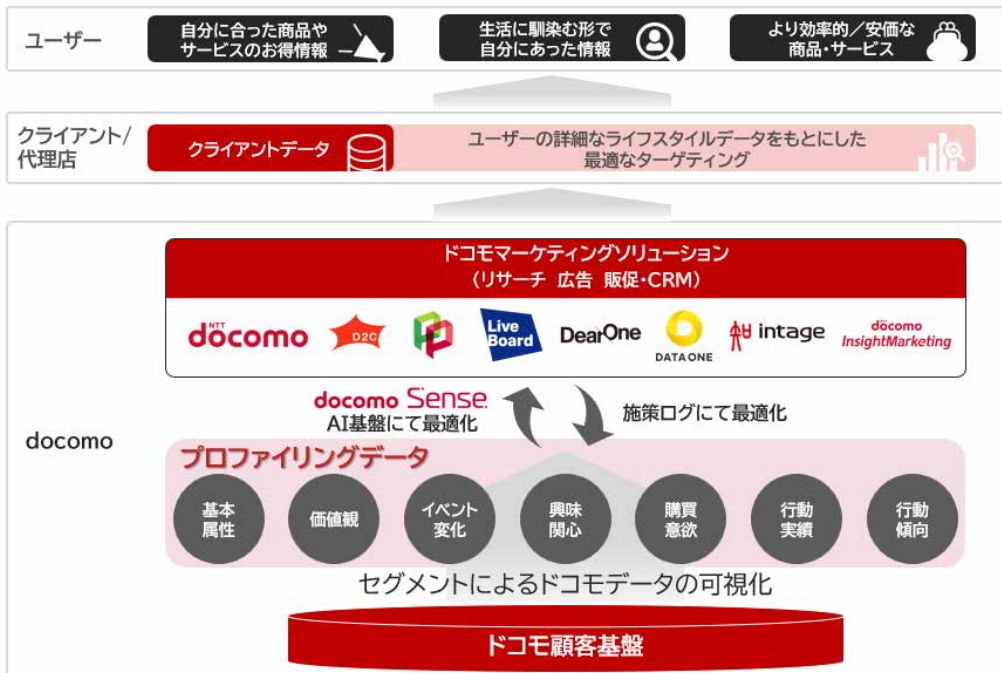 ユーザー
自分に合った商品や
サービスのお得情報
生活に馴染む形で
自分にあった情報
より効率的／安価な
商品・サービス
クライアント/
代理店
クライアントデータ
ユーザーの詳細なライフスタイルデータをもとにした
最適なターゲティング
docomo
ドコモマーケティングソリューション
（リサーチ 広告 販促・CRM）
NTT
döcomo
D2C
Live
Board
DearOne
DATA ONE
intage
döcomo
InsightMarketing
docomo Sense.
AI基盤にて最適化
施策ログにて最適化
プロファイリングデータ
基本
属性
価値観
イベント
変化
興味
関心
購買
意欲
行動
実績
行動
傾向
セグメントによるドコモデータの可視化
ドコモ顧客基盤